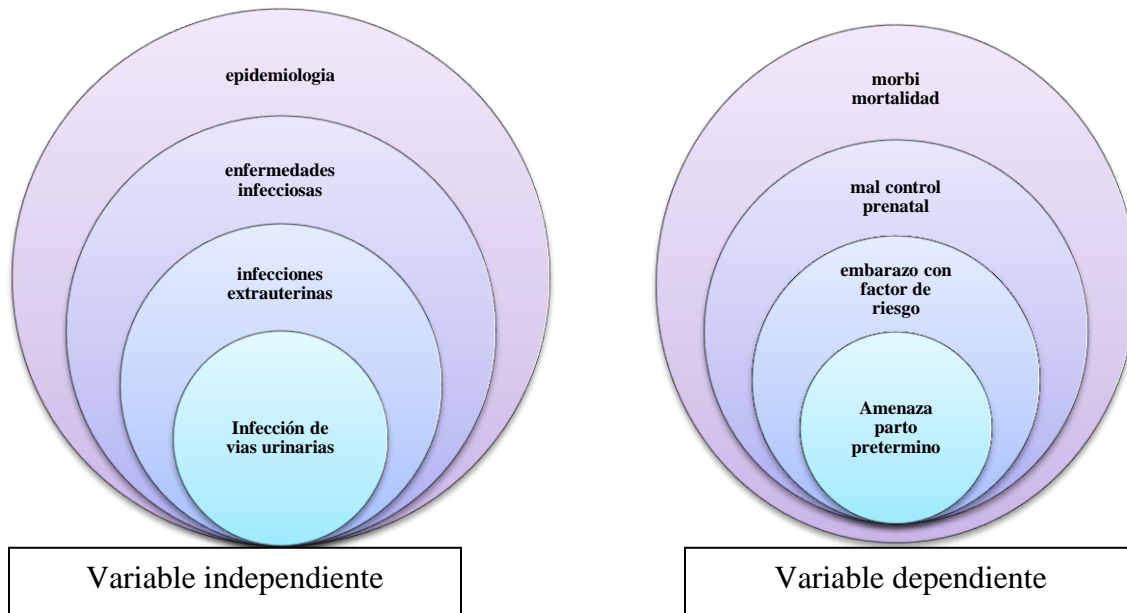 epidemiologia
enfermedades
infecciosas
infecciones
extrauterinas
Infección de
vias urinarias
Variable independiente
morbi
mortalidad
mal control
prenatal
embarazo con
factor de
riesgo
Amenaza
parto
pretermino
Variable dependiente